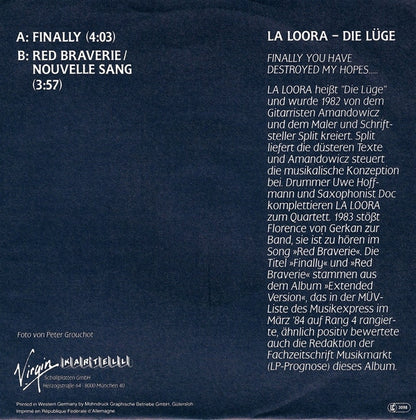 A: FINALLY (4:03)
B: RED BRAVERIE/
NOUVELLE SANG
(3:57)
LA LOORA – DIE LÜGE
FINALLY YOU HAVE
DESTROYED MY HOPES....
LA LOORA heißt "Die Lüge"
und wurde 1982 von dem
Gitarristen Amandowicz
und dem Maler und Schrift-
steller Split kreiert. Split
liefert die düsteren Texte
und Amandowicz steuert
die musikalische Konzeption
bei. Drummer Uwe Hoff-
mann und Saxophonist Doc
komplettieren LA LOORA
zum Quartett. 1983 stößt
Florence von Gerkan zur
Band, sie ist zu hören im
Song »Red Braverie«. Die
Titel »Finally« und »Red
Braverie« stammen aus
dem Album »Extended
Version«, das in der MÜV-
Liste des Musikexpress im
März '84 auf Rang 4 rangier-
te, ähnlich positiv bewertete
auch die Redaktion der
Fachzeitschrift Musikmarkt
(LP-Prognose) dieses Album.
Foto von Peter Grouchot
Virgin KARTELL
Schallplatten GmbH
Herzogstraße 64 · 8000 München 40
Printed in Western Germany by Mohndruck Graphische Betriebe GmbH, Gütersloh
Imprimé en République Fédérale d'Allemagne